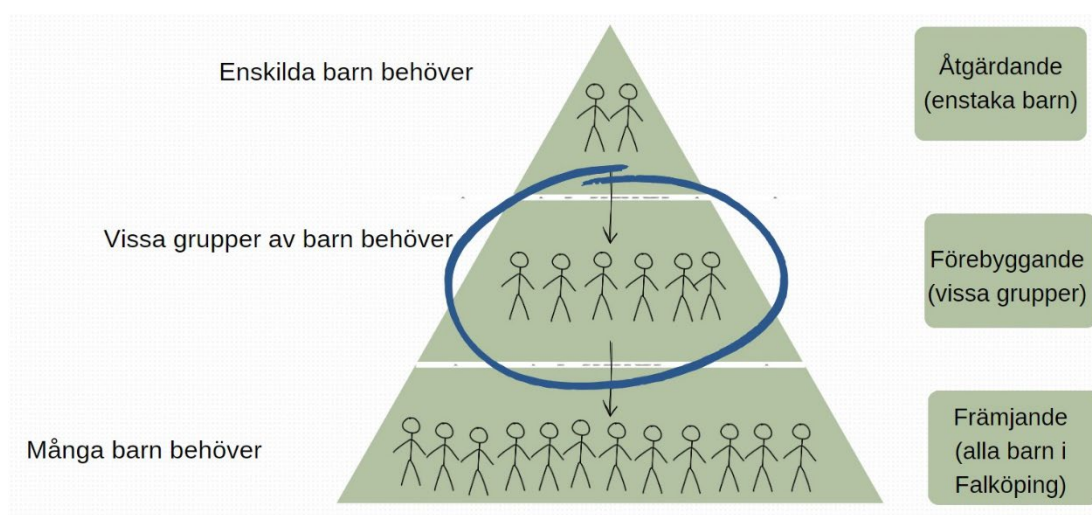 Enskilda barn behöver
Åtgärdande
(enstaka barn)
Vissa grupper av barn behöver
Förebyggande
(vissa grupper)
Många barn behöver
Främjande
(alla barn i
Falköping)